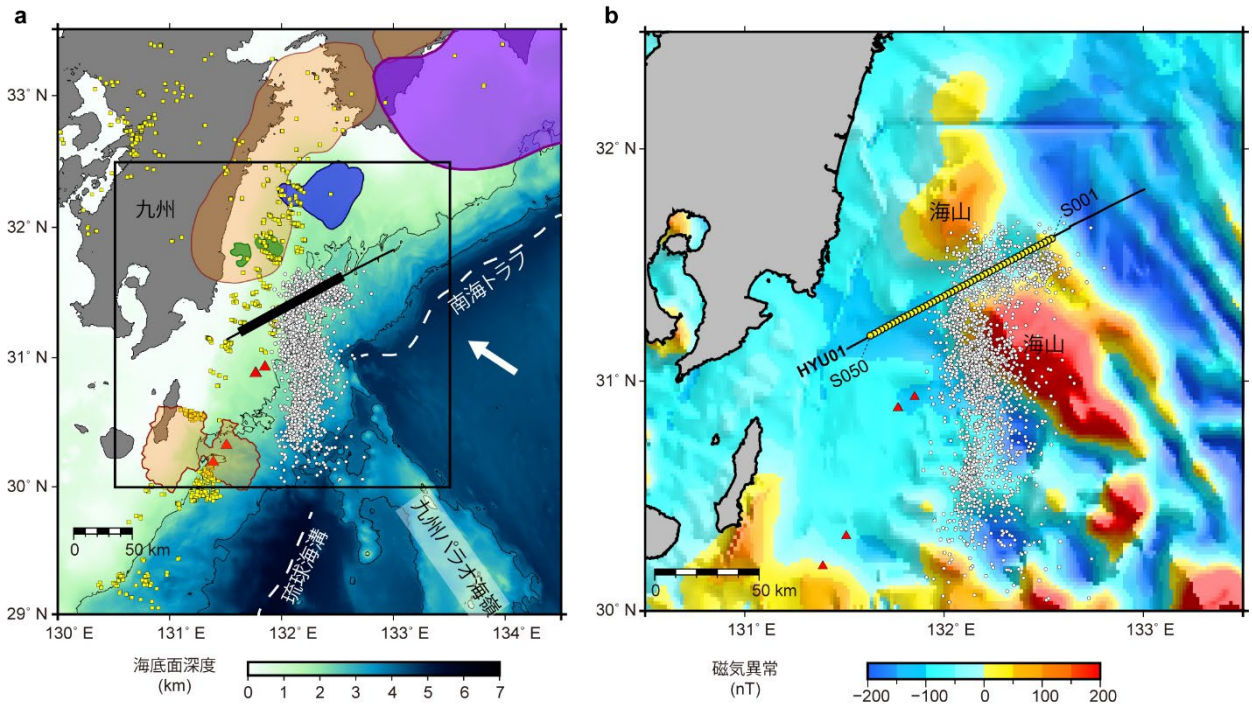 a
33° N
32° N
31° N
30° N
29° N
九州
南海トラフ
九州パラオ海嶺
琉球海溝
0
50 km
130° E
131° E
132° E
133° E
134° E
海底面深度
(km)
0 1 2 3 4 5 6 7
b
32° N
31° N
30° N
海山
S001
海山
HYU01
S050
0
50 km
131° E
132° E
133° E
磁気異常
(nT)
−200 −100 0 100 200